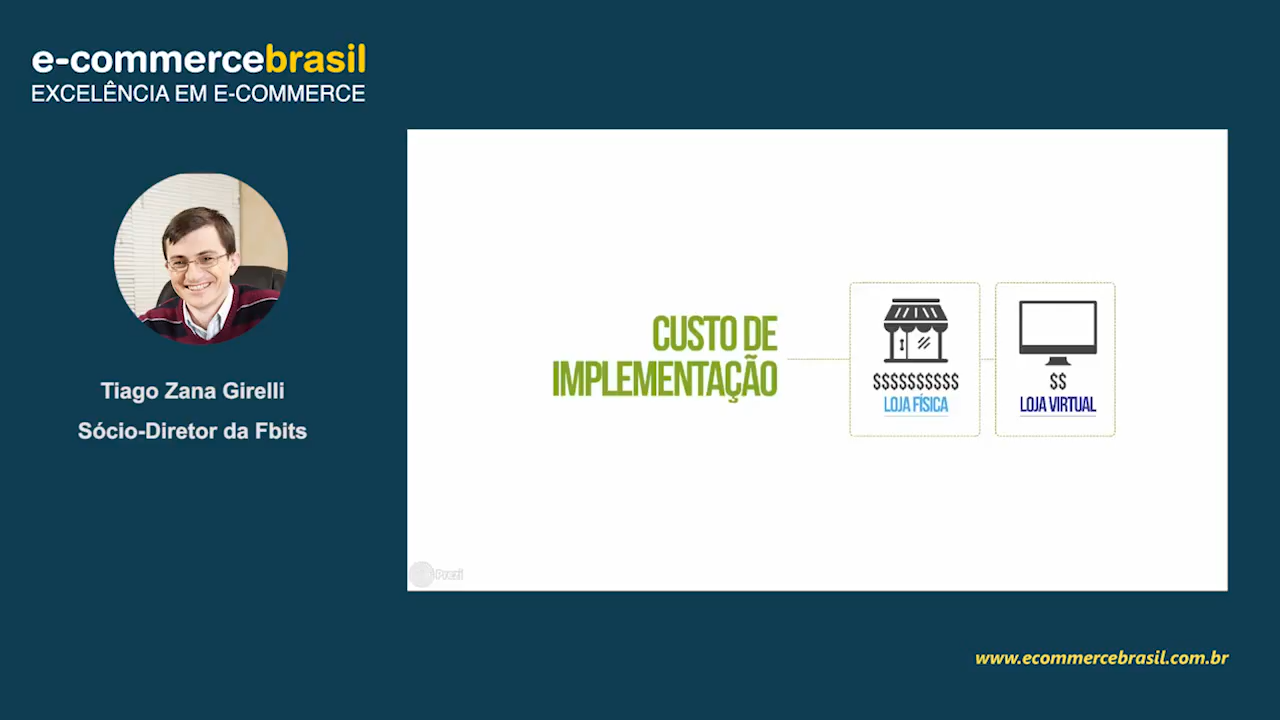 e-commercebrasil
EXCELÊNCIA EM E-COMMERCE
Tiago Zana Girelli
Sócio-Diretor da Fbits
CUSTO DE
IMPLEMENTAÇÃO
$$$$$$$$$$
LOJA FÍSICA
$$
LOJA VIRTUAL
Prezi
www.ecommercebrasil.com.br